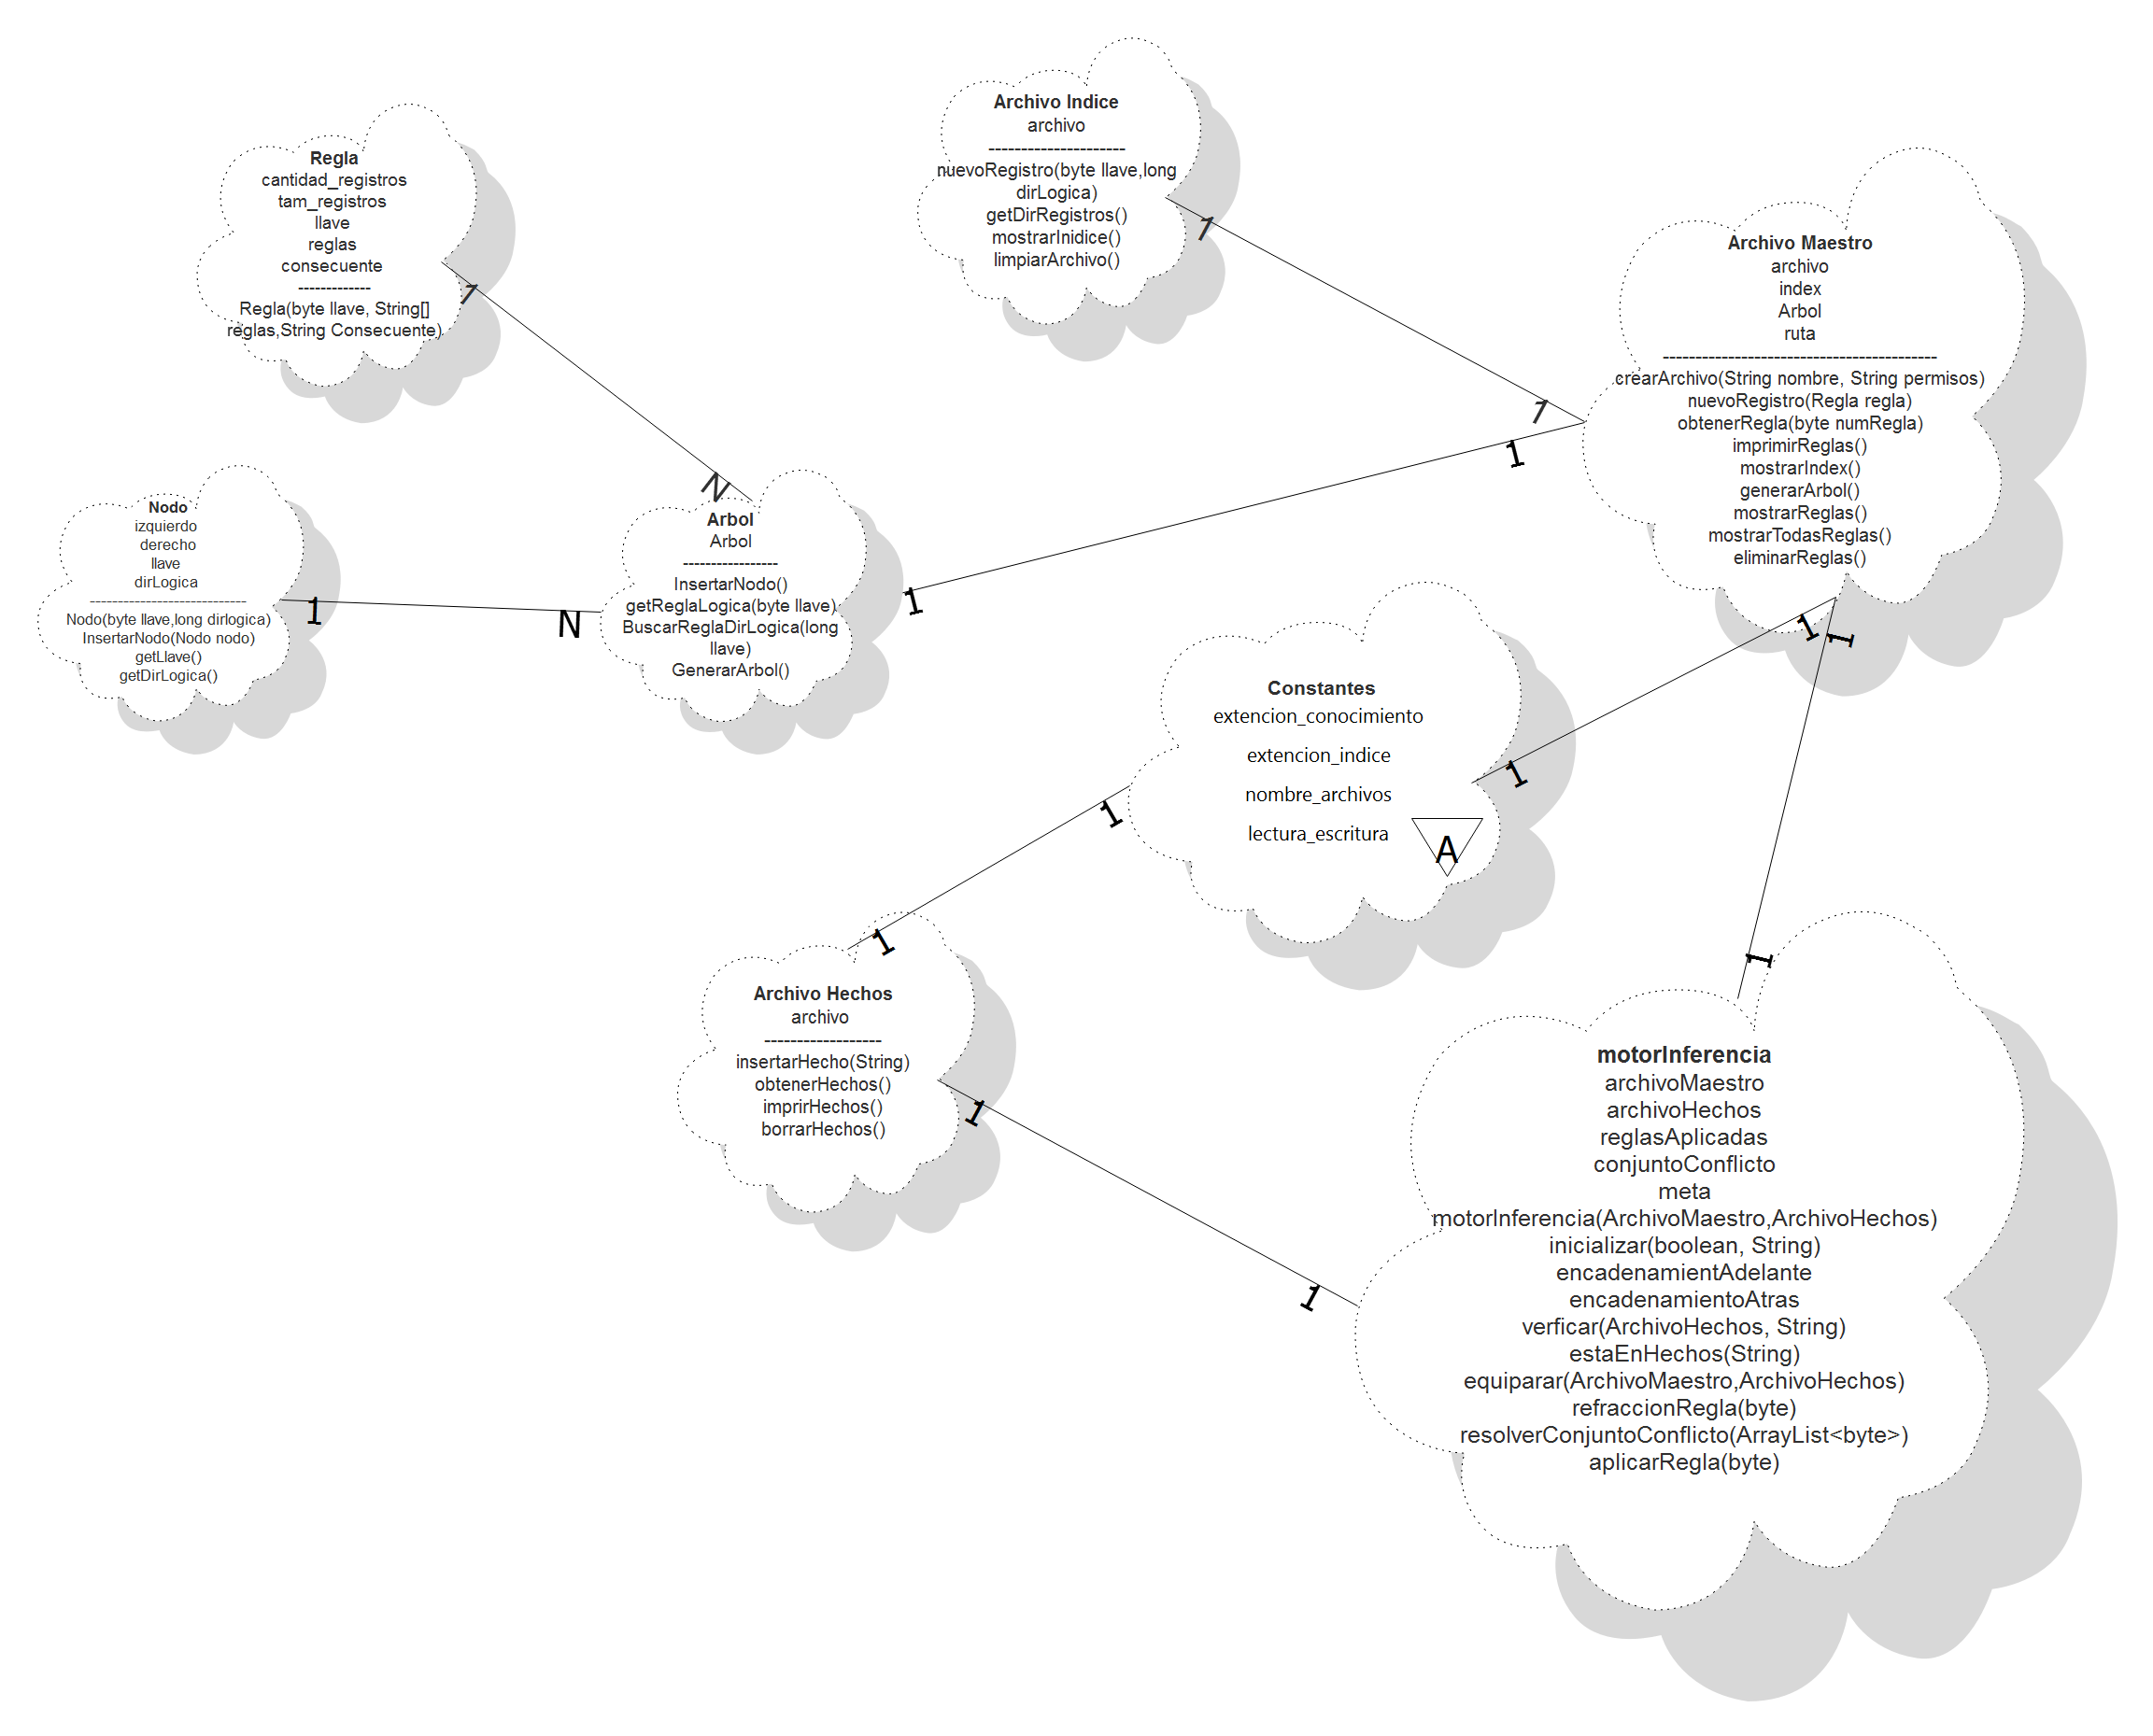 Archivo Indice
archivo
---------------------
nuevoRegistro(byte llave,long
dirLogica)
getDirRegistros()
mostrarInidice()
limpiarArchivo()
1
Regla
cantidad_registros
tam_registros
llave
reglas
consecuente
-------------
Regla(byte llave, String[]
reglas,String Consecuente)
1
Archivo Maestro
archivo
index
Arbol
ruta
------------------------------------------
crearArchivo(String nombre, String permisos)
nuevoRegistro(Regla regla)
obtenerRegla(byte numRegla)
imprimirReglas()
mostrarIndex()
generarArbol()
mostrarReglas()
mostrarTodasReglas()
eliminarReglas()
1
1
1
1
Nodo
izquierdo
derecho
llave
dirLogica
----------------------------
Nodo(byte llave,long dirlogica)
InsertarNodo(Nodo nodo)
getLlave()
getDirLogica()
1
N
N
Arbol
Arbol
-----------------
InsertarNodo()
getReglaLogica(byte llave)
BuscarReglaDirLogica(long
llave)
GenerarArbol()
1
Constantes
extencion_conocimiento
extencion_indice
nombre_archivos
lectura_escritura
A
1
1
Archivo Hechos
archivo
------------------
insertarHecho(String)
obtenerHechos()
imprirHechos()
borrarHechos()
1
1
1
1
motorInferencia
archivoMaestro
archivoHechos
reglasAplicadas
conjuntoConflicto
meta
motorInferencia(ArchivoMaestro,ArchivoHechos)
inicializar(boolean, String)
encadenamientAdelante
encadenamientoAtras
verficar(ArchivoHechos, String)
estaEnHechos(String)
equiparar(ArchivoMaestro,ArchivoHechos)
refraccionRegla(byte)
resolverConjuntoConflicto(ArrayList<byte>)
aplicarRegla(byte)